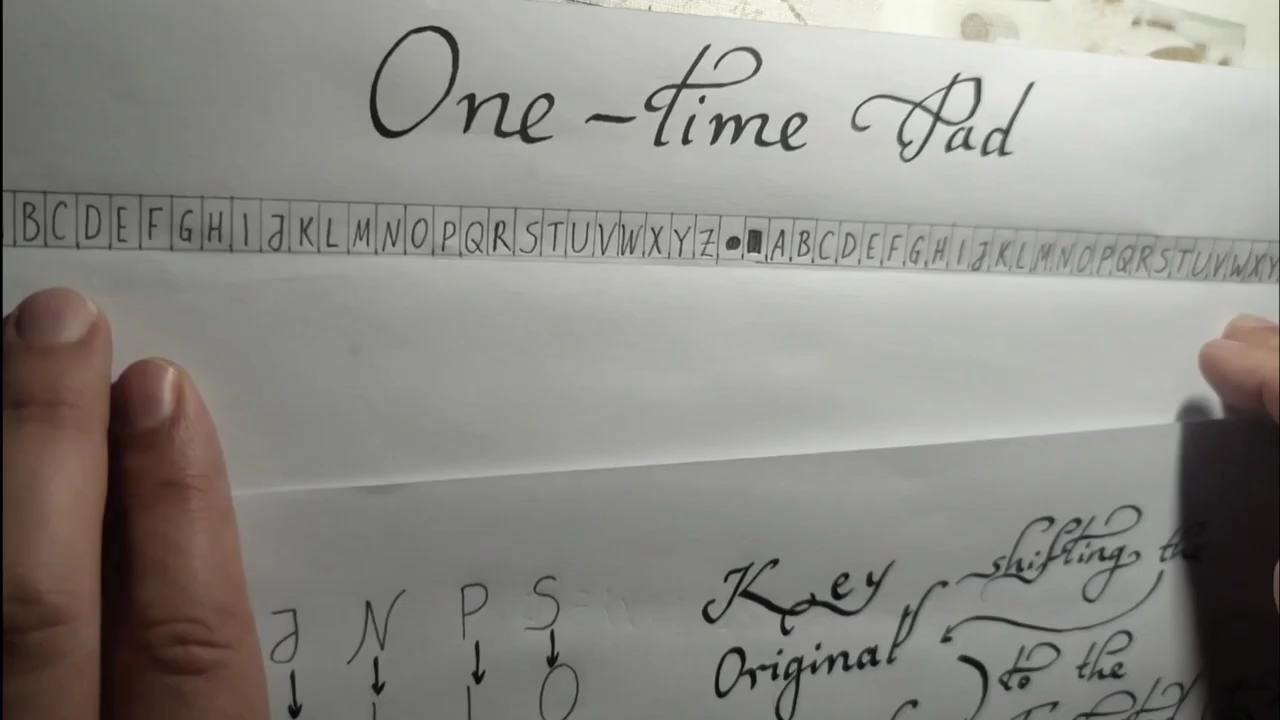 One-time Pad
BCDEFGHIJKLMNOPQRSTUVWXYZ●■ABCDEFGHIJKLMNOPQRSTUVWXY
J N P S
Key
shifting the
Original
to the